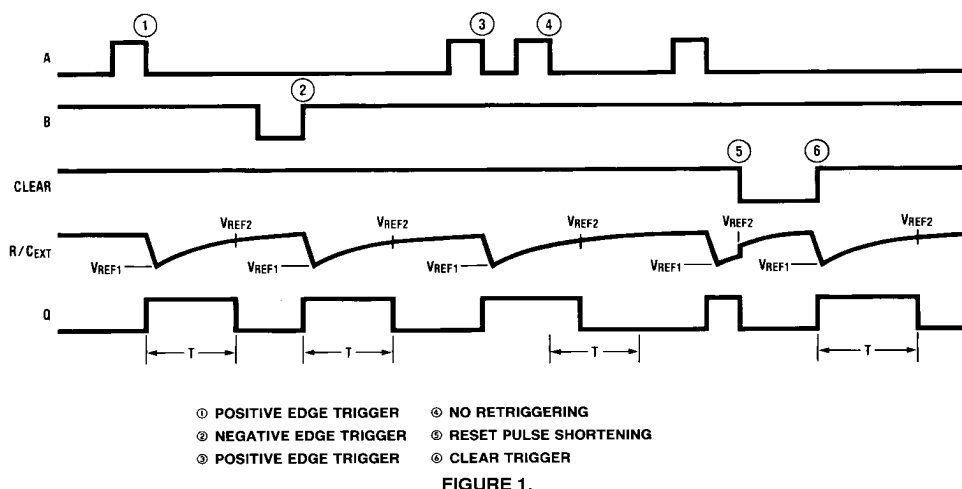 ① ③ ④
A
②
B
⑤ ⑥
CLEAR
VREF2 VREF2 VREF2 VREF2 VREF2
R/CEXT
VREF1 VREF1 VREF1 VREF1 VREF1
Q
T T T T
① POSITIVE EDGE TRIGGER ④ NO RETRIGGERING
② NEGATIVE EDGE TRIGGER ⑤ RESET PULSE SHORTENING
③ POSITIVE EDGE TRIGGER ⑥ CLEAR TRIGGER
FIGURE 1.